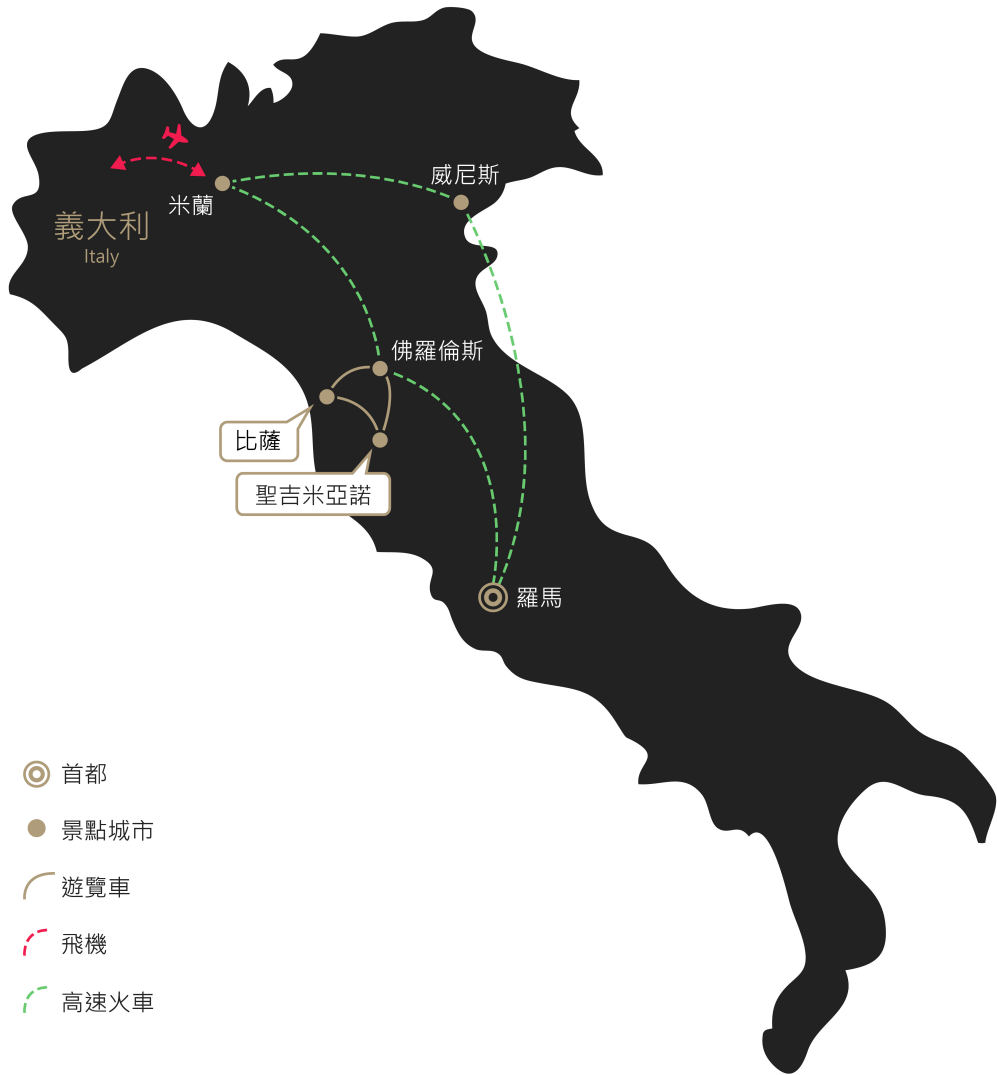 威尼斯
米蘭
義大利
Italy
佛羅倫斯
比薩
聖吉米亞諾
羅馬
首都
景點城市
遊覽車
飛機
高速火車